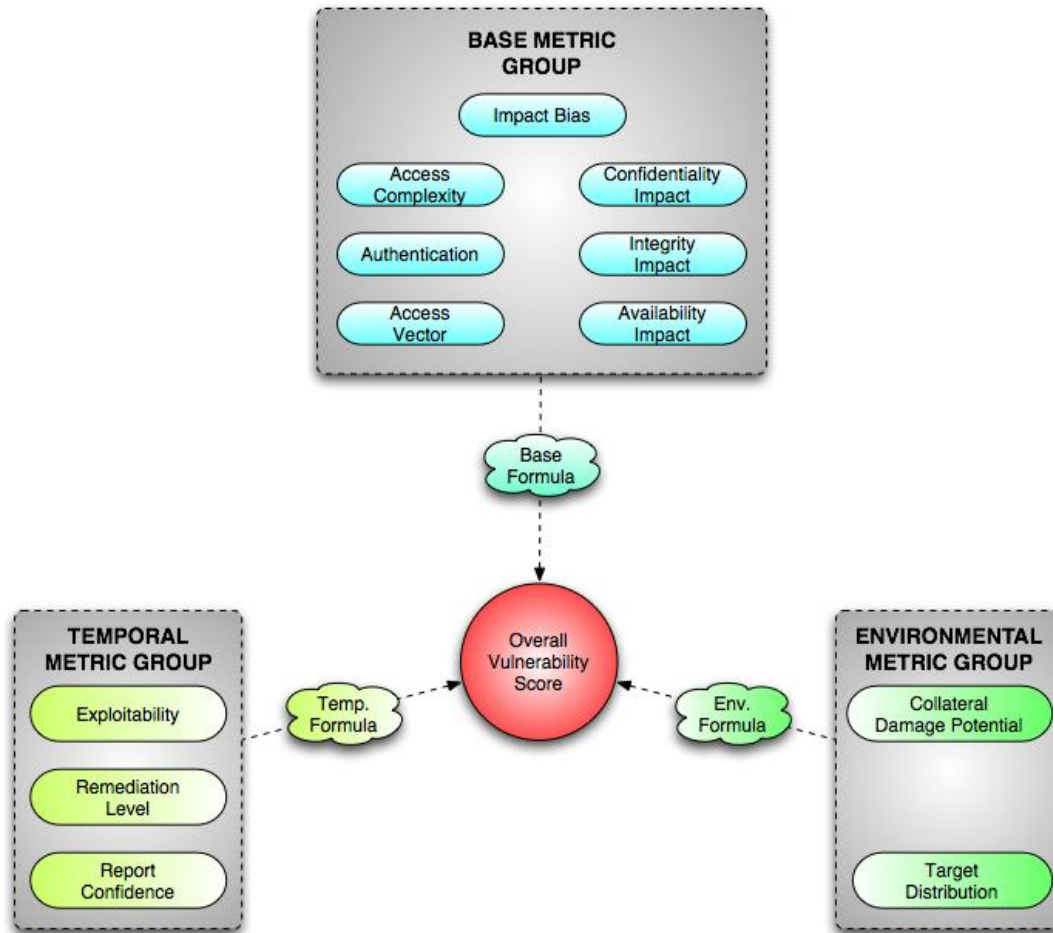 BASE METRIC
GROUP
Impact Bias
Access
Complexity
Confidentiality
Impact
Authentication
Integrity
Impact
Access
Vector
Availability
Impact
Base
Formula
Overall
Vulnerability
Score
TEMPORAL
METRIC GROUP
Exploitability
Remediation
Level
Report
Confidence
Temp.
Formula
Env.
Formula
ENVIRONMENTAL
METRIC GROUP
Collateral
Damage Potential
Target
Distribution